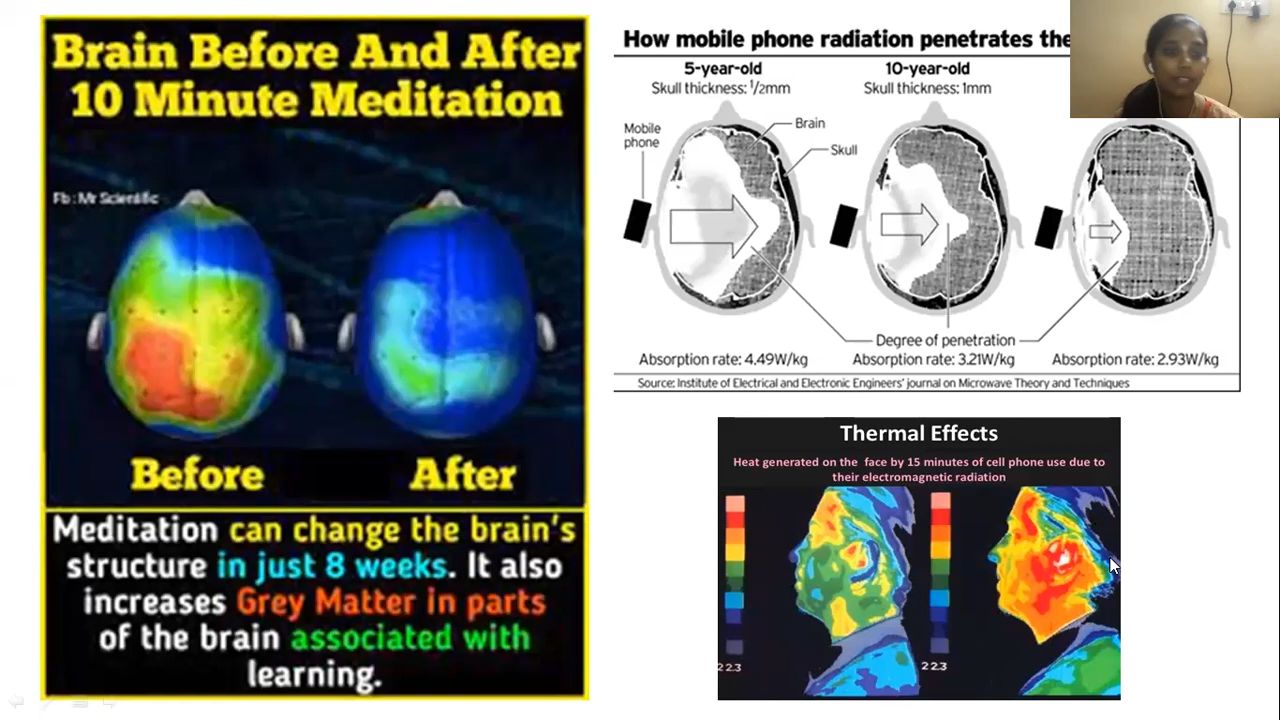 Brain Before And After
10 Minute Meditation
Fb : Mr Scientific
Before After
Meditation can change the brain's
structure in just 8 weeks. It also
increases Grey Matter in parts
of the brain associated with
learning.
How mobile phone radiation penetrates the
5-year-old
Skull thickness: 1/2mm
10-year-old
Skull thickness: 1mm
Mobile
phone
Brain
Skull
Degree of penetration
Absorption rate: 4.49W/kg
Absorption rate: 3.21W/kg
Absorption rate: 2.93W/kg
Source: Institute of Electrical and Electronic Engineers' journal on Microwave Theory and Techniques
Thermal Effects
Heat generated on the face by 15 minutes of cell phone use due to
their electromagnetic radiation
22.3
22.3